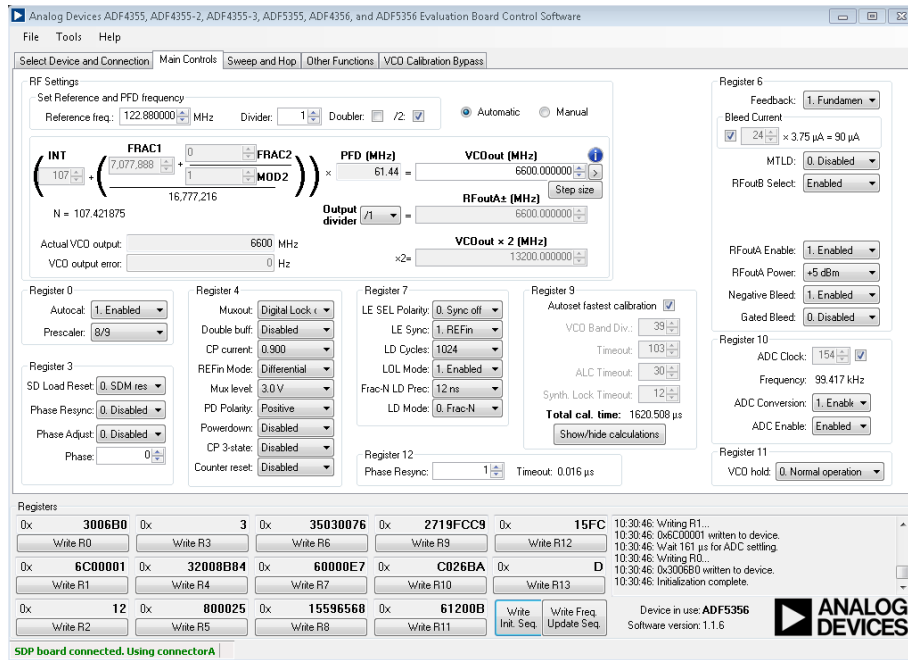 Analog Devices ADF4355, ADF4355-2, ADF4355-3, ADF5355, ADF4356, and ADF5356 Evaluation Board Control Software
File Tools Help
Select Device and Connection Main Controls Sweep and Hop Other Functions VCO Calibration Bypass
RF Settings
Set Reference and PFD frequency
Reference freq.: 122.880000 MHz Divider: 1 Doubler: /2: Automatic Manual
INT FRAC1 0 FRAC2 PFD (MHz) VCOout (MHz)
107 + 7,077,888 + 1 MOD2 × 61.44 = 6600.000000 >
16,777,216 Step size
N = 107.421875
RFoutA± (MHz)
Output divider /1 = 6600.000000
VCOout × 2 (MHz)
×2= 13200.000000
Actual VCO output: 6600 MHz
VCO output error: 0 Hz
Register 0
Autocal: 1. Enabled
Prescaler: 8/9
Register 3
SD Load Reset: 0. SDM res
Phase Resync: 0. Disabled
Phase Adjust: 0. Disabled
Phase: 0
Register 4
Muxout: Digital Lock
Double buff: Disabled
CP current: 0.900
REFin Mode: Differential
Mux level: 3.0 V
PD Polarity: Positive
Powerdown: Disabled
CP 3-state: Disabled
Counter reset: Disabled
Register 7
LE SEL Polarity: 0. Sync off
LE Sync: 1. REFin
LD Cycles: 1024
LOL Mode: 1. Enabled
Frac-N LD Prec: 12 ns
LD Mode: 0. Frac-N
Register 12
Phase Resync: 1 Timeout: 0.016 µs
Register 9
Autoset fastest calibration
VCO Band Div.: 39
Timeout: 103
ALC Timeout: 30
Synth. Lock Timeout: 12
Total cal. time: 1620.508 µs
Show/hide calculations
Register 6
Feedback: 1. Fundamen
Bleed Current
24 × 3.75 µA = 90 µA
MTLD: 0. Disabled
RFoutB Select: Enabled
RFoutA Enable: 1. Enabled
RFoutA Power: +5 dBm
Negative Bleed: 1. Enabled
Gated Bleed: 0. Disabled
Register 10
ADC Clock: 154
Frequency: 99.417 kHz
ADC Conversion: 1. Enabl
ADC Enable: Enabled
Register 11
VCO hold: 0. Normal operation
Registers
0x 3006B0 0x 3 0x 35030076 0x 2719FCC9 0x 15FC
Write R0 Write R3 Write R6 Write R9 Write R12
0x 6C00001 0x 32008B84 0x 60000E7 0x C026BA 0x D
Write R1 Write R4 Write R7 Write R10 Write R13
0x 12 0x 800025 0x 15596568 0x 61200B
Write R2 Write R5 Write R8 Write R11
Write Init. Seq. Write Freq. Update Seq.
10:30:46: Writing R1...
10:30:46: 0x6C00001 written to device.
10:30:46: Wait 161 µs for ADC settling.
10:30:46: Writing R0...
10:30:46: 0x3006B0 written to device.
10:30:46: Initialization complete.
Device in use: ADF5356
Software version: 1.1.6
ANALOG DEVICES
SDP board connected. Using connectorA